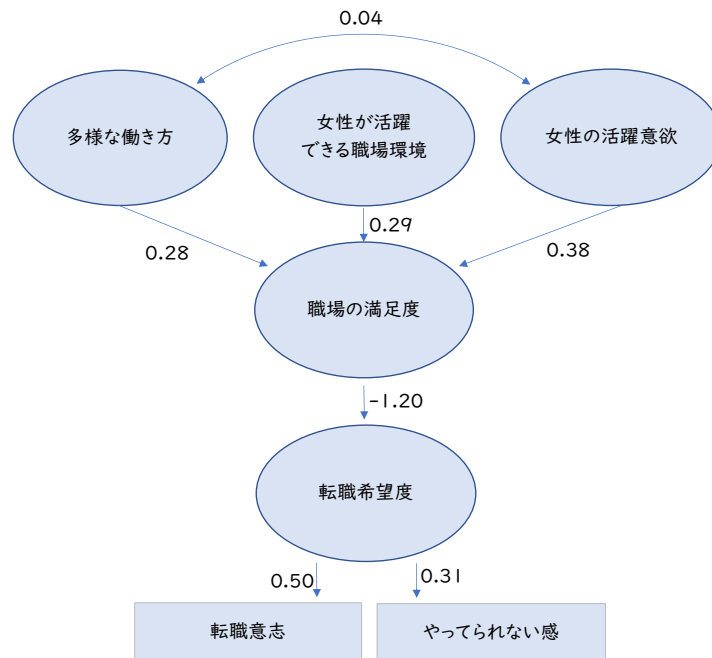 0.04
多様な働き方
女性が活躍
できる職場環境
女性の活躍意欲
0.28
0.29
0.38
職場の満足度
-1.20
転職希望度
0.50
0.31
転職意志
やってられない感